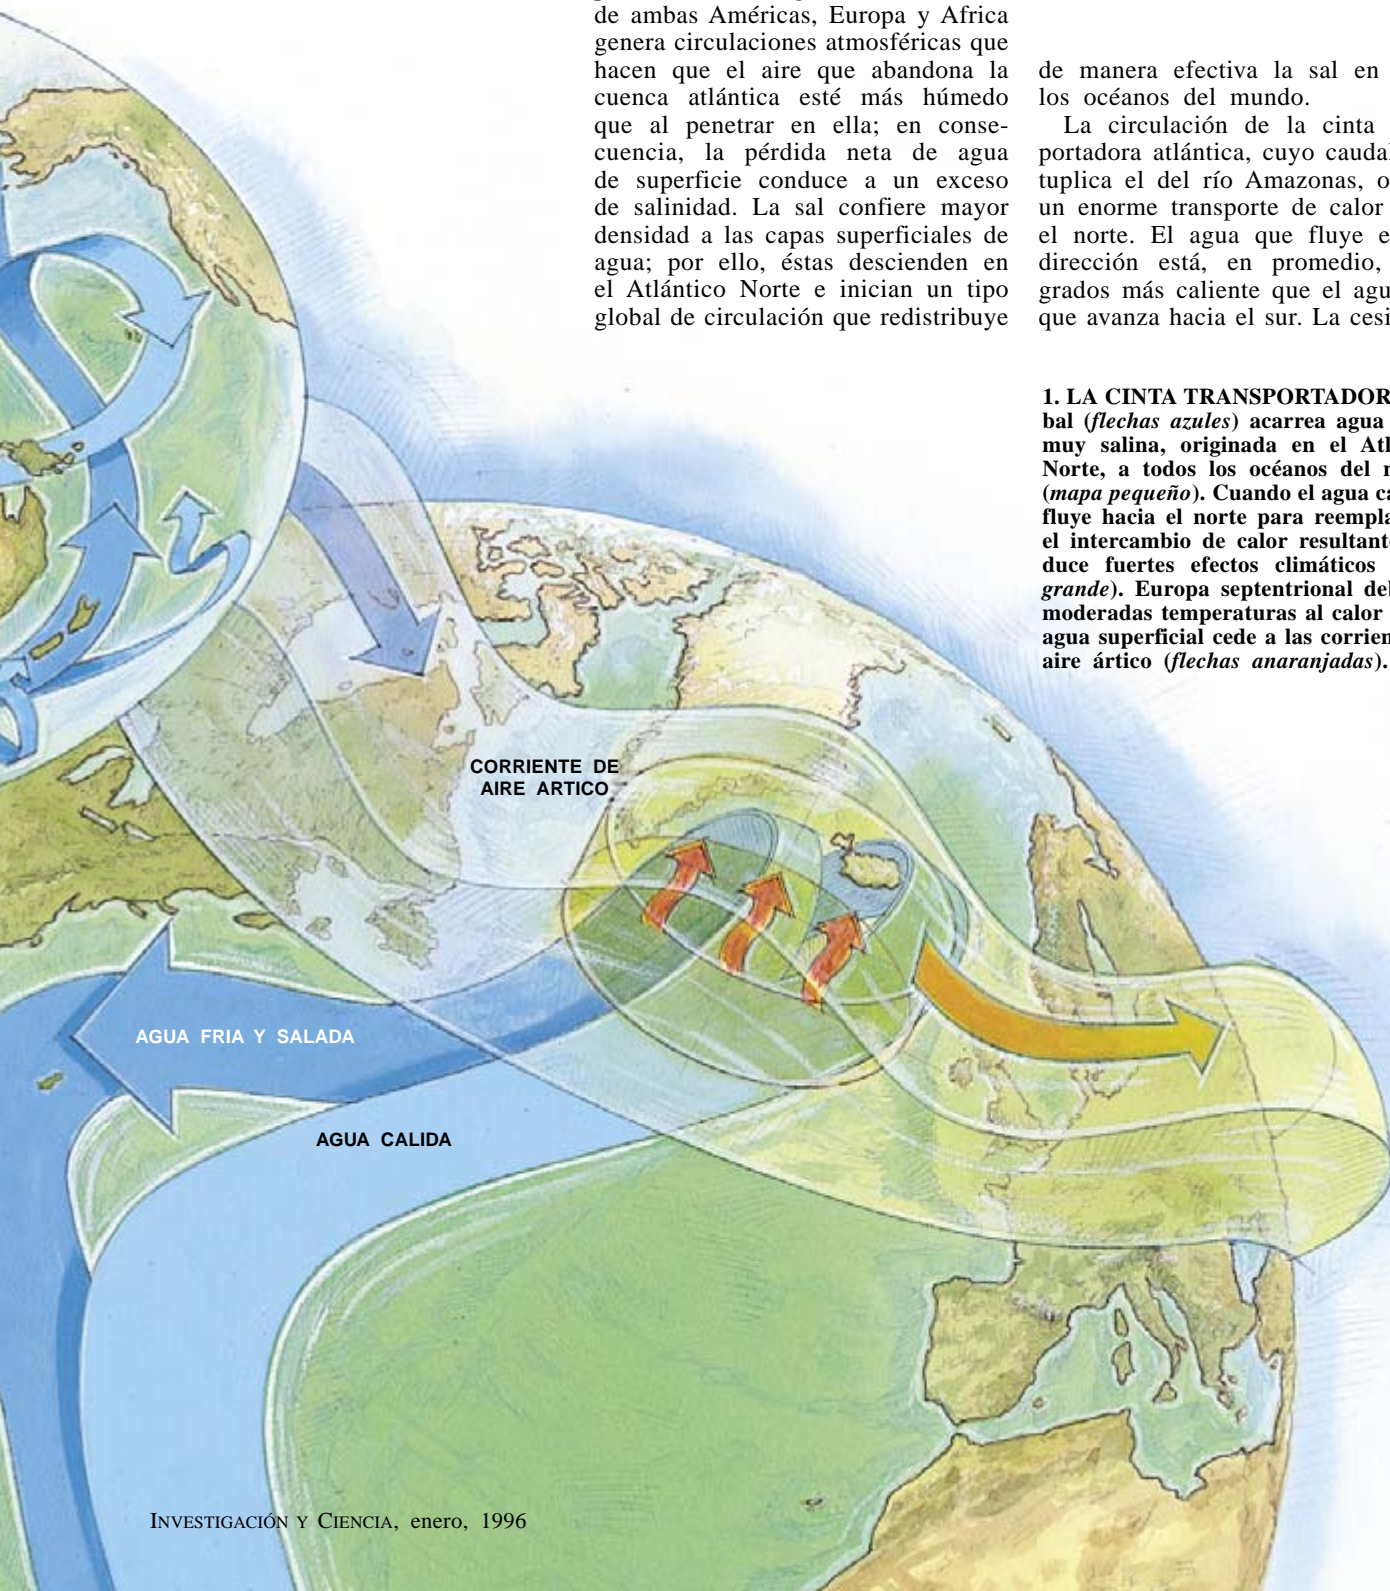 de ambas Américas, Europa y Africa
genera circulaciones atmosféricas que
hacen que el aire que abandona la
cuenca atlántica esté más húmedo
que al penetrar en ella; en conse-
cuencia, la pérdida neta de agua
de superficie conduce a un exceso
de salinidad. La sal confiere mayor
densidad a las capas superficiales de
agua; por ello, éstas descienden en
el Atlántico Norte e inician un tipo
global de circulación que redistribuye
de manera efectiva la sal en
los océanos del mundo.
La circulación de la cinta
portadora atlántica, cuyo caudal
tuplica el del río Amazonas, o
un enorme transporte de calor
el norte. El agua que fluye e
dirección está, en promedio,
grados más caliente que el agu
que avanza hacia el sur. La cesi
1. LA CINTA TRANSPORTADOR
bal (flechas azules) acarrea agua
muy salina, originada en el Atl
Norte, a todos los océanos del
(mapa pequeño). Cuando el agua ca
fluye hacia el norte para reempla
el intercambio de calor resultant
duce fuertes efectos climáticos
grande). Europa septentrional de
moderadas temperaturas al calor
agua superficial cede a las corrien
aire ártico (flechas anaranjadas).
CORRIENTE DE
AIRE ARTICO
AGUA FRIA Y SALADA
AGUA CALIDA
INVESTIGACIÓN Y CIENCIA, enero, 1996